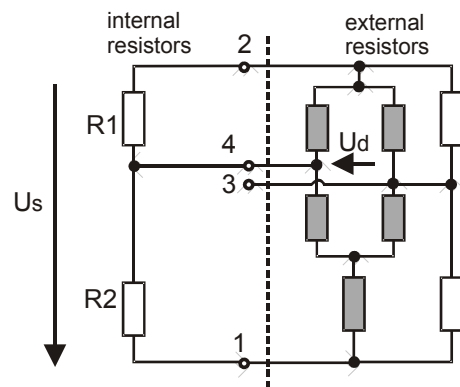 internal
resistors
external
resistors
2
R1
4
Ud
3
Us
R2
1